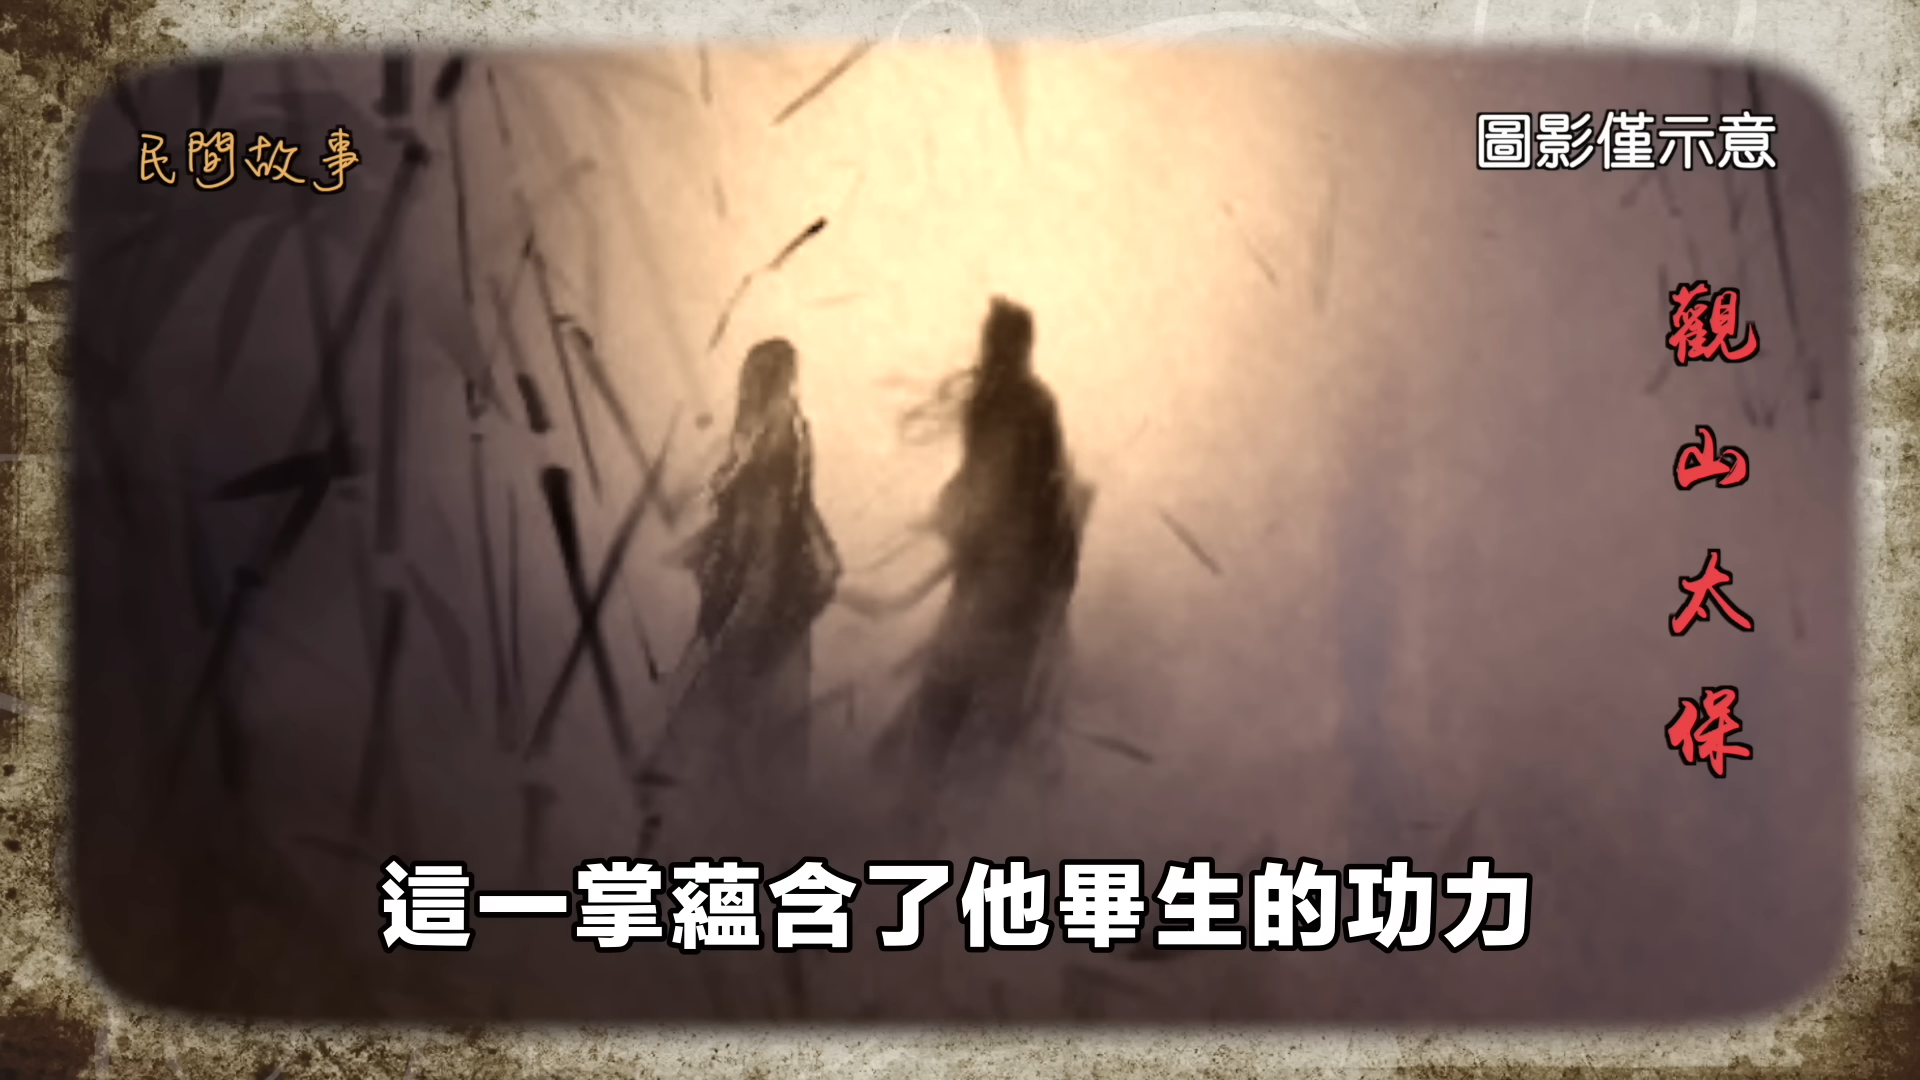 民間故事
圖影僅示意
觀山太保
這一掌蘊含了他畢生的功力